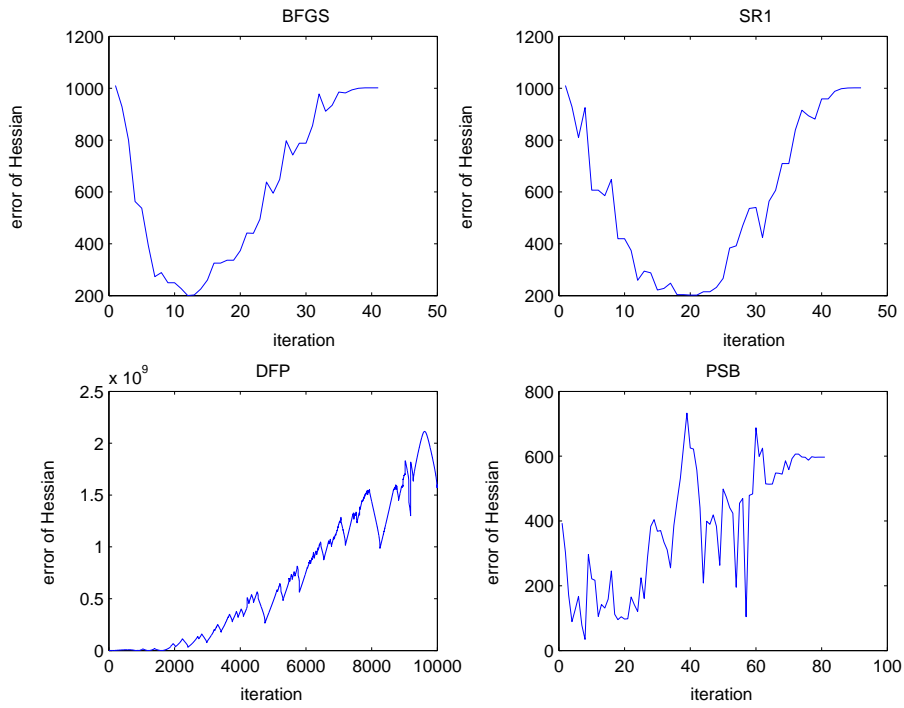 BFGS
1200
1000
800
600
400
200
0 10 20 30 40 50
error of Hessian
iteration
SR1
1200
1000
800
600
400
200
0 10 20 30 40 50
error of Hessian
iteration
DFP
x 10^9
2.5
2
1.5
1
0.5
0
0 2000 4000 6000 8000 10000
error of Hessian
iteration
PSB
800
600
400
200
0
0 20 40 60 80 100
error of Hessian
iteration